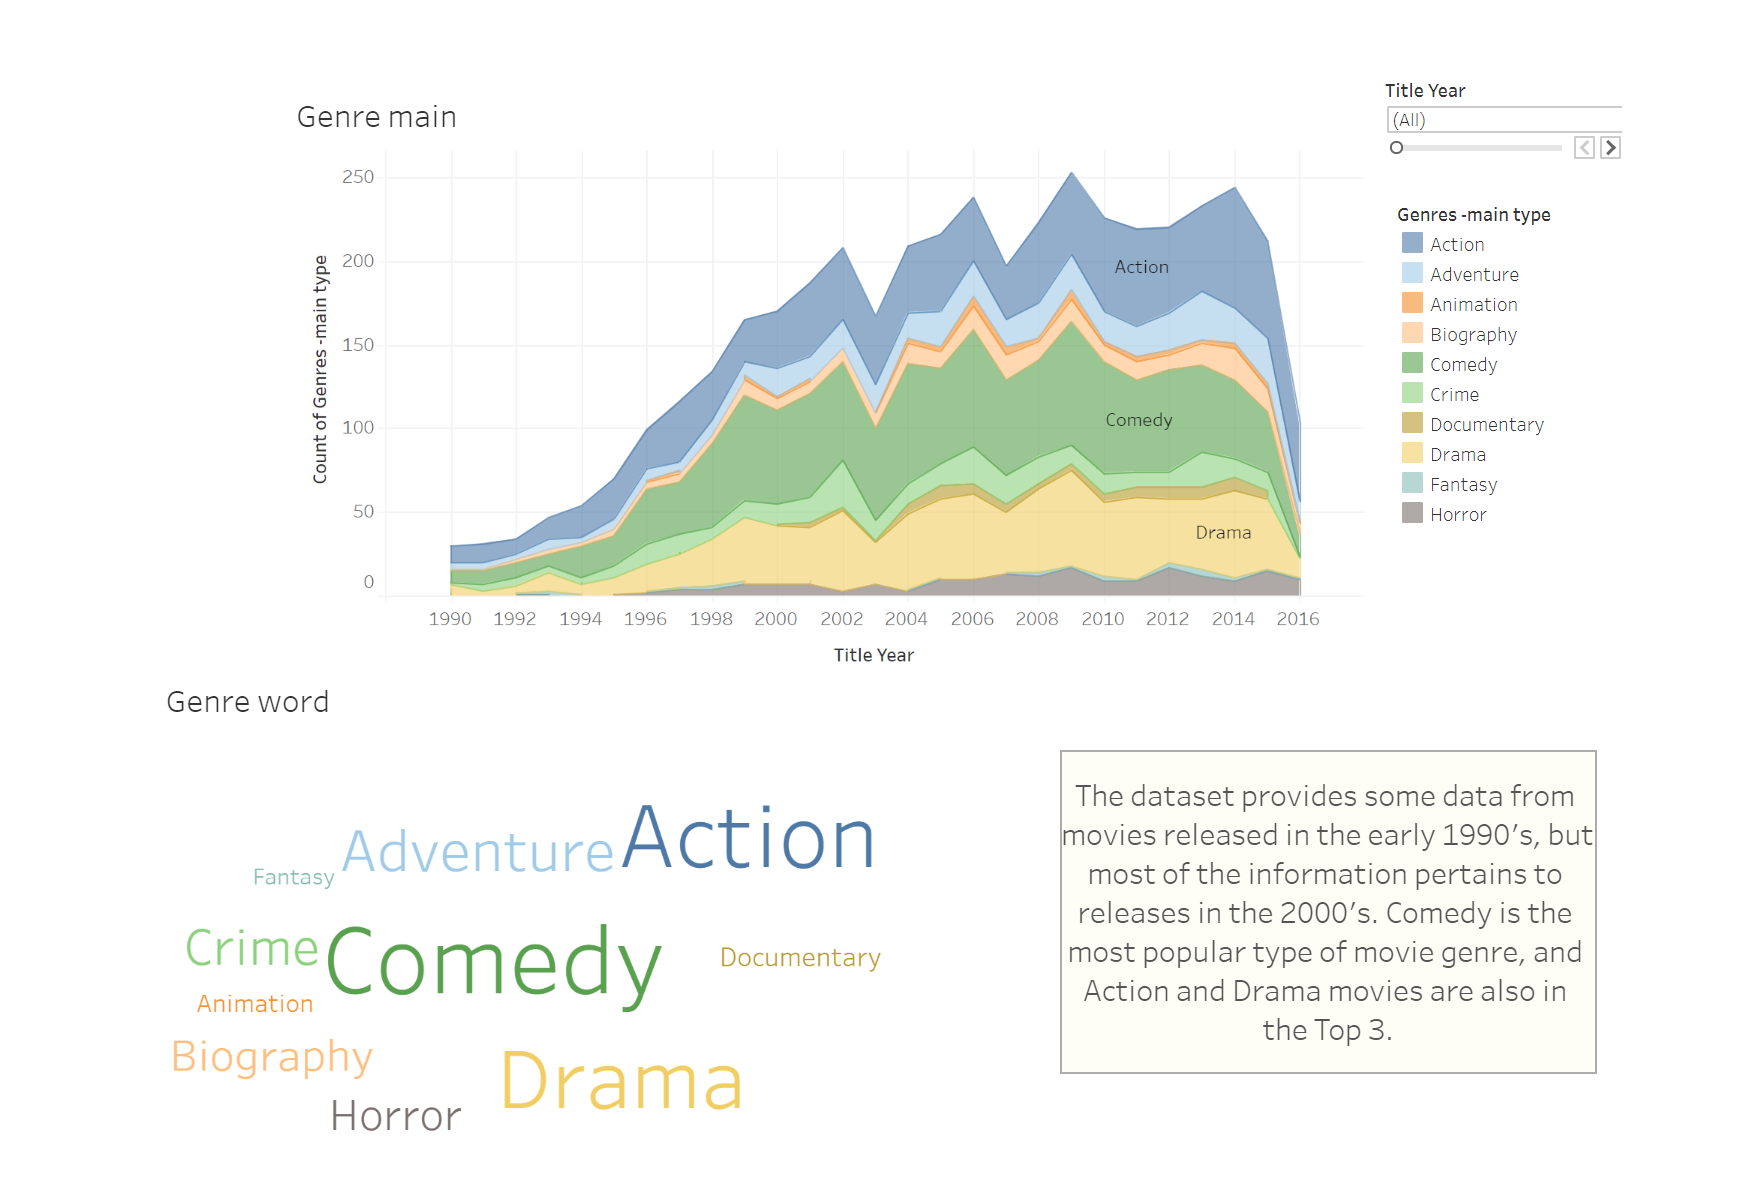 Genre main
Title Year
(All)
Genres -main type
Action
Adventure
Animation
Biography
Comedy
Crime
Documentary
Drama
Fantasy
Horror
Count of Genres -main type
250
200
150
100
50
0
Action
Comedy
Drama
1990 1992 1994 1996 1998 2000 2002 2004 2006 2008 2010 2012 2014 2016
Title Year
Genre word
Action
Adventure
Fantasy
Crime
Comedy
Documentary
Animation
Biography
Drama
Horror
The dataset provides some data from
movies released in the early 1990's, but
most of the information pertains to
releases in the 2000's. Comedy is the
most popular type of movie genre, and
Action and Drama movies are also in
the Top 3.